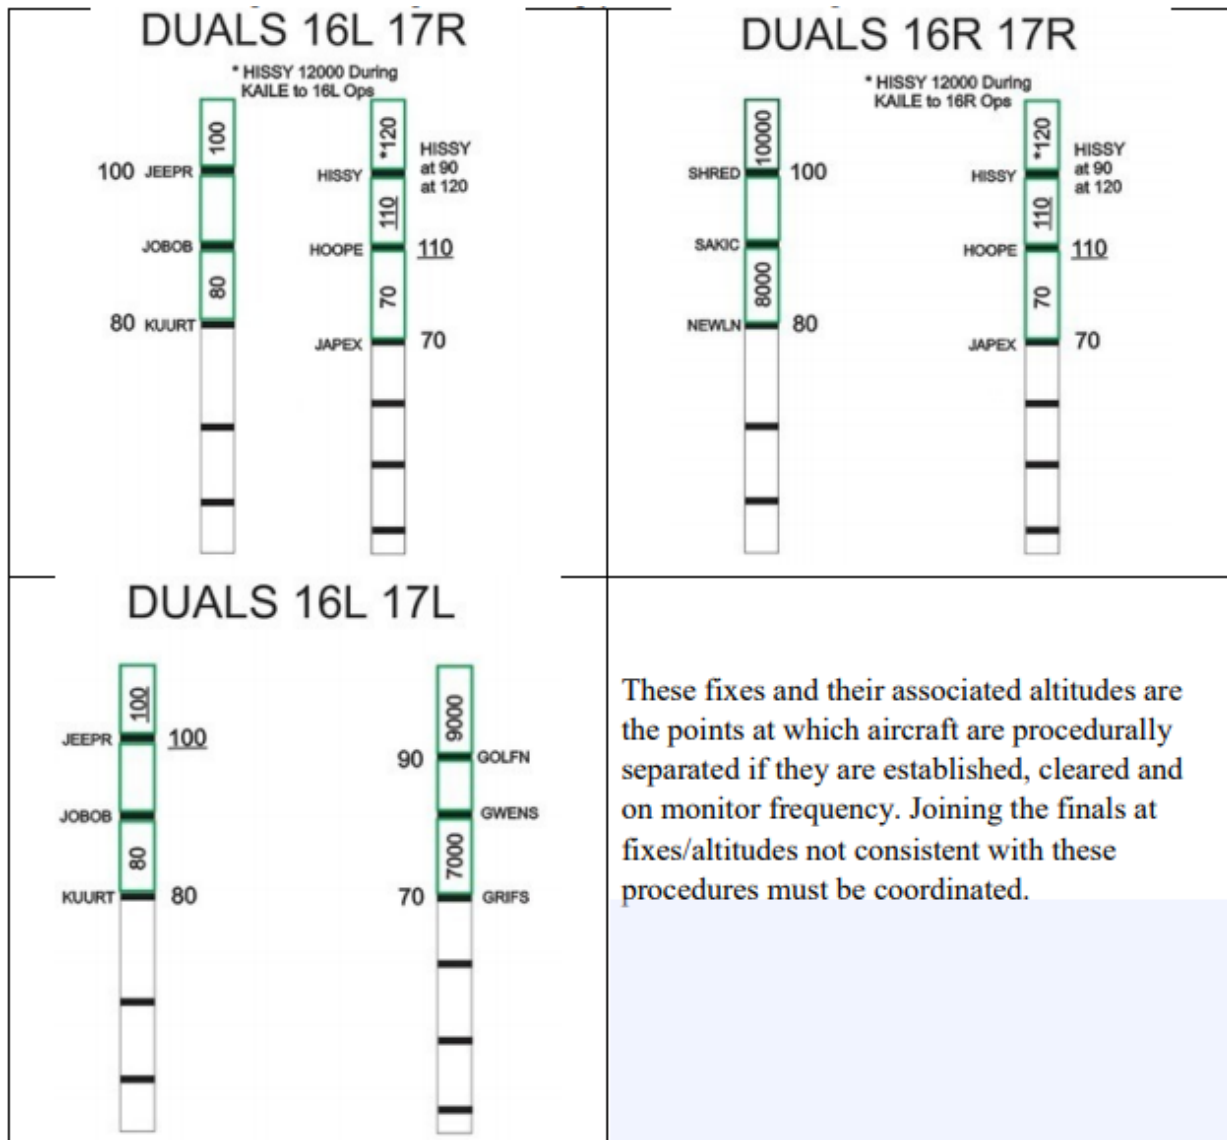 DUALS 16L 17R
* HISSY 12000 During
KAILE to 16L Ops
100
*120
100 JEEPR
HISSY
HISSY
at 90
at 120
110
JOBOB
HOOPE
110
80
70
80 KUURT
JAPEX
70
DUALS 16R 17R
* HISSY 12000 During
KAILE to 16R Ops
10000
*120
SHRED
100
HISSY
HISSY
at 90
at 120
110
SAKIC
HOOPE
110
8000
70
NEWLN
80
JAPEX
70
DUALS 16L 17L
100
9000
JEEPR
100
90
GOLFN
JOBOB
GWENS
80
7000
KUURT
80
70
GRIFS
These fixes and their associated altitudes are
the points at which aircraft are procedurally
separated if they are established, cleared and
on monitor frequency. Joining the finals at
fixes/altitudes not consistent with these
procedures must be coordinated.